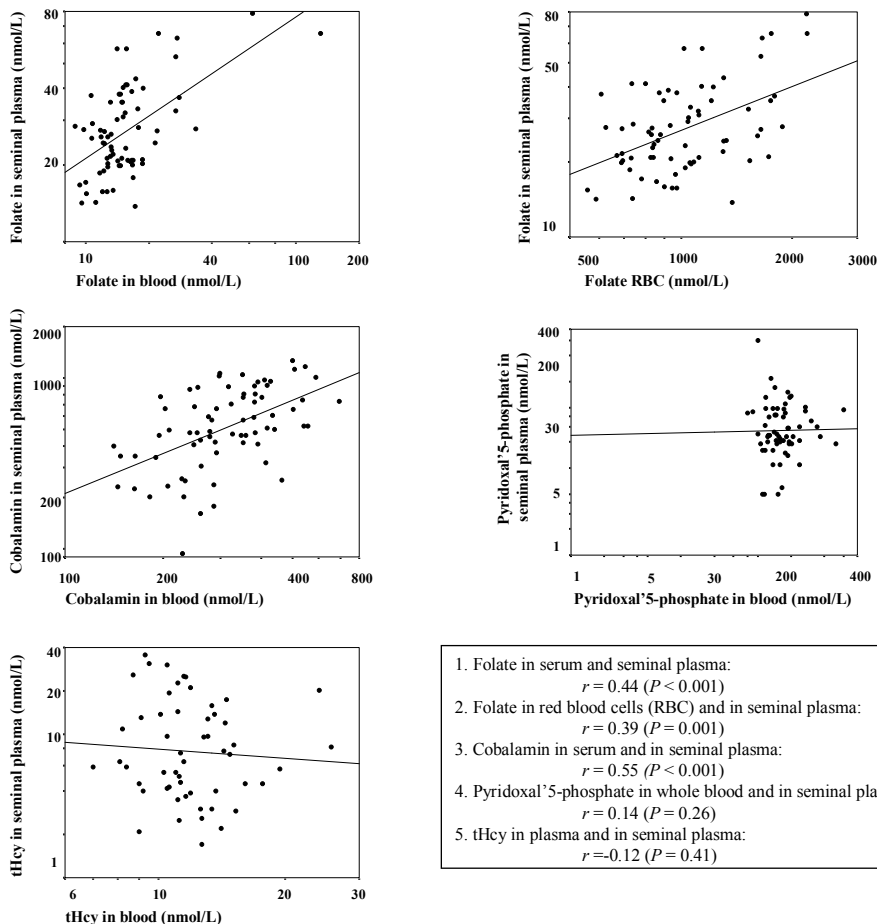 80
40
20
Folate in seminal plasma (nmol/L)
10 40 100 200
Folate in blood (nmol/L)
80
50
10
Folate in seminal plasma (nmol/L)
500 1000 2000 3000
Folate RBC (nmol/L)
2000
1000
200
100
Cobalamin in seminal plasma (nmol/L)
100 200 400 800
Cobalamin in blood (nmol/L)
400
200
30
5
1
Pyridoxal’5-phosphate in
seminal plasma (nmol/L)
1 5 30 200 400
Pyridoxal’5-phosphate in blood (nmol/L)
40
20
10
1
tHcy in seminal plasma (nmol/L)
6 10 20 30
tHcy in blood (nmol/L)
1. Folate in serum and seminal plasma:
r = 0.44 (P < 0.001)
2. Folate in red blood cells (RBC) and in seminal plasma:
r = 0.39 (P = 0.001)
3. Cobalamin in serum and in seminal plasma:
r = 0.55 (P < 0.001)
4. Pyridoxal’5-phosphate in whole blood and in seminal pla
r = 0.14 (P = 0.26)
5. tHcy in plasma and in seminal plasma:
r =-0.12 (P = 0.41)